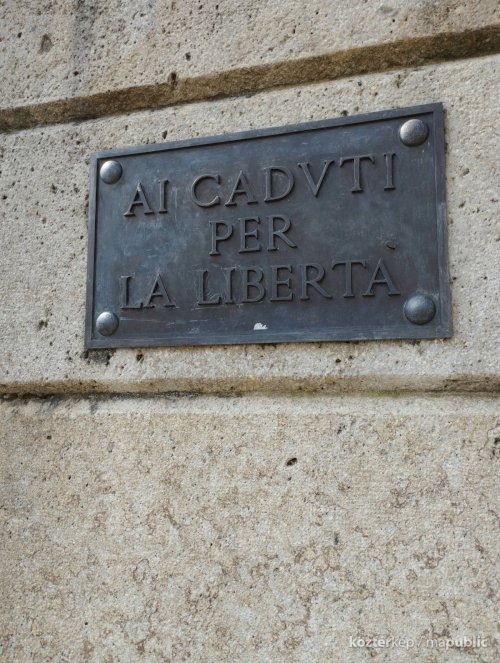 AI CADVTI
PER
LA LIBERTÀ
köztérkép / mapublic